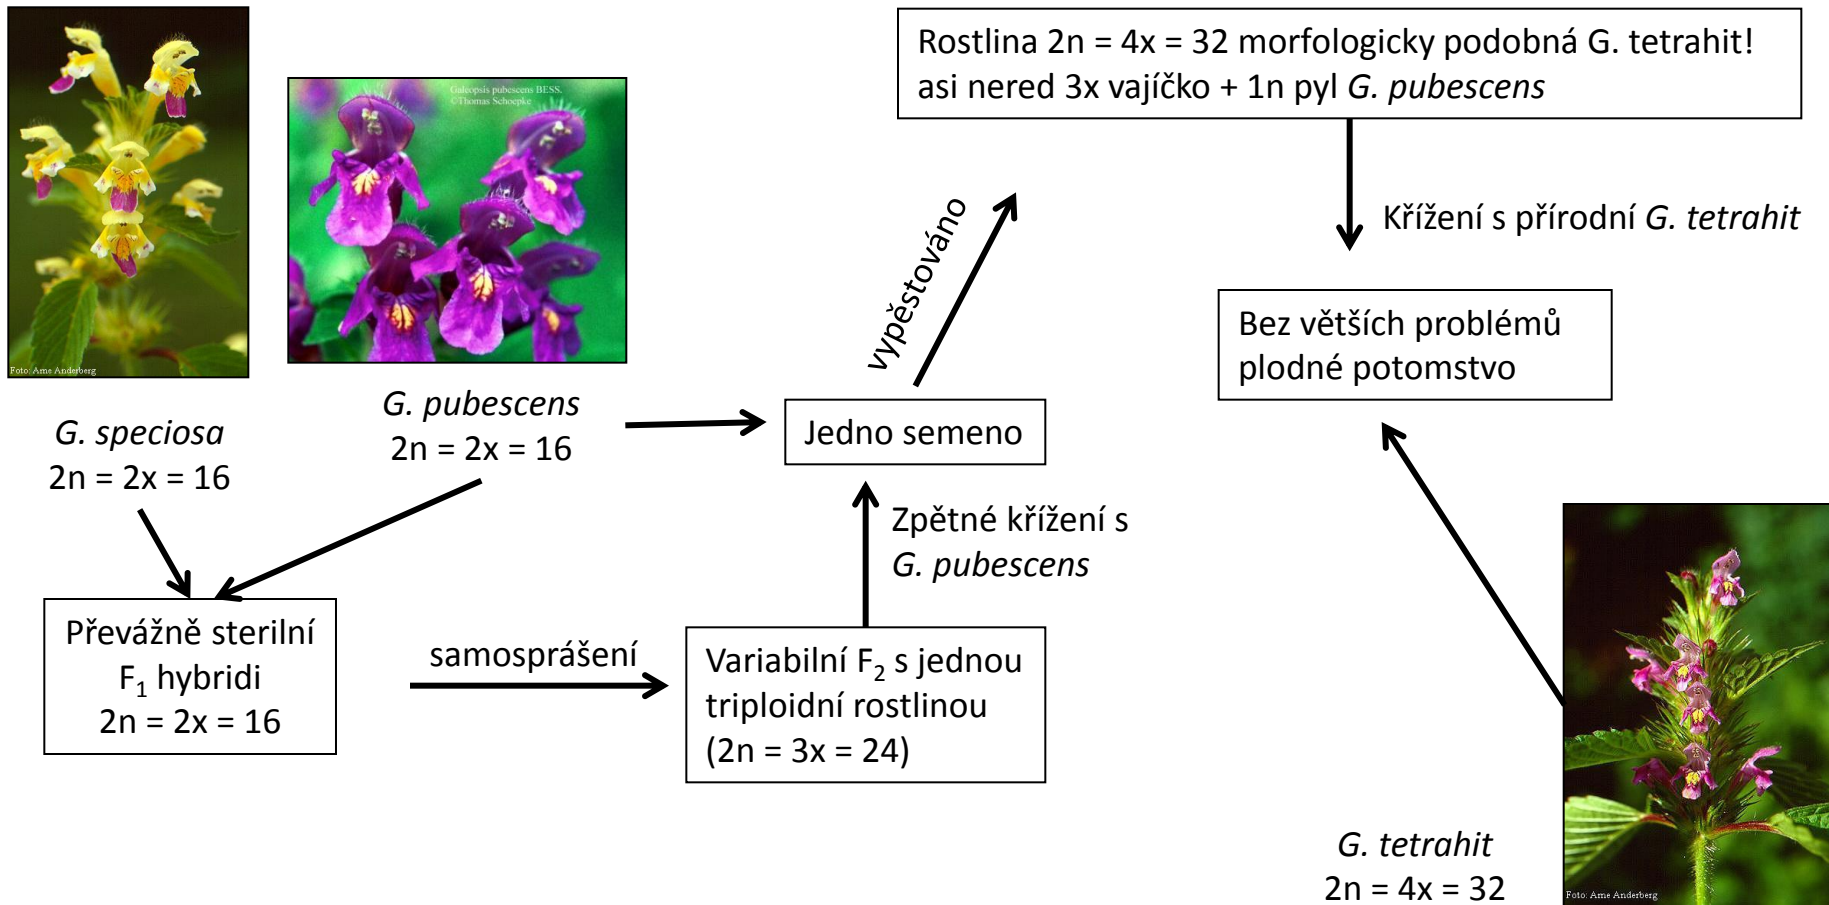 Rostlina 2n = 4x = 32 morfologicky podobná G. tetrahit!
asi nered 3x vajíčko + 1n pyl G. pubescens
Galeopsis pubescens BESS.
©Thomas Schoepke
Foto: Arne Anderberg
vypěstováno
Křížení s přírodní G. tetrahit
Bez větších problémů
plodné potomstvo
G. speciosa
2n = 2x = 16
G. pubescens
2n = 2x = 16
Jedno semeno
Zpětné křížení s
G. pubescens
Převážně sterilní
F₁ hybridi
2n = 2x = 16
samosprášení
Variabilní F₂ s jednou
triploidní rostlinou
(2n = 3x = 24)
G. tetrahit
2n = 4x = 32
Foto: Arne Anderberg